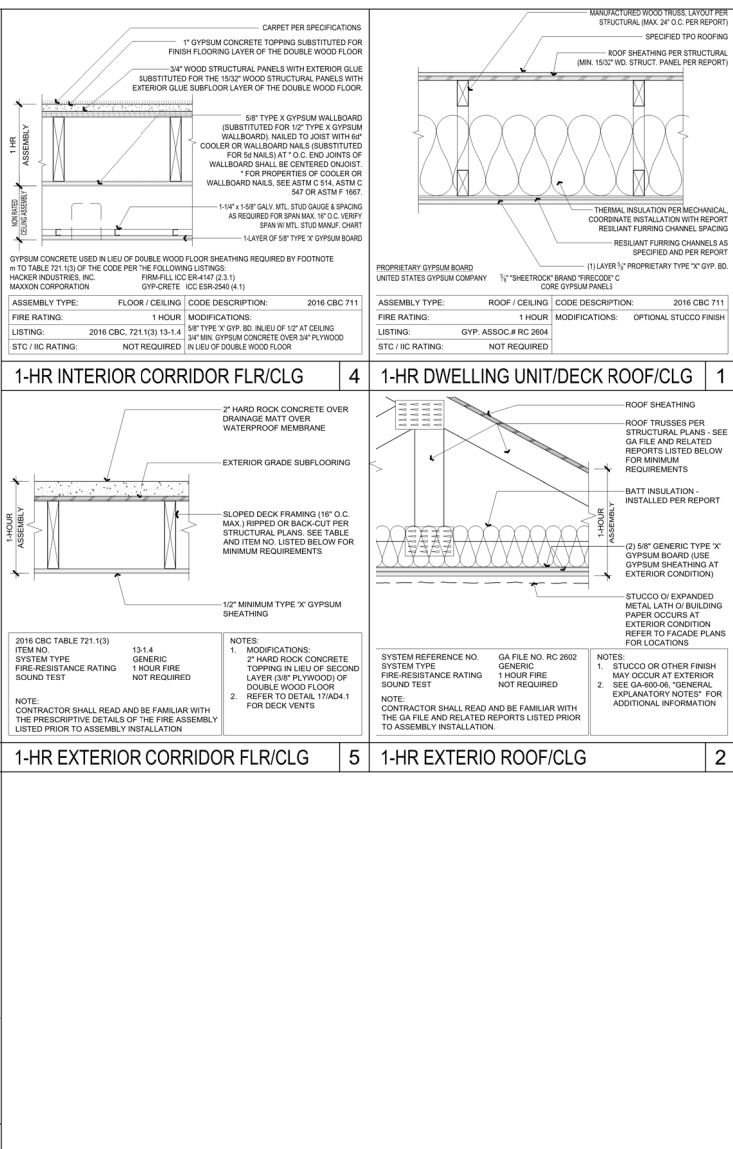 CARPET PER SPECIFICATIONS
1" GYPSUM CONCRETE TOPPING SUBSTITUTED FOR
FINISH FLOORING LAYER OF THE DOUBLE WOOD FLOOR
3/4" WOOD STRUCTURAL PANELS WITH EXTERIOR GLUE
SUBSTITUTED FOR THE 15/32" WOOD STRUCTURAL PANELS WITH
EXTERIOR GLUE SUBFLOOR LAYER OF THE DOUBLE WOOD FLOOR.
5/8" TYPE X GYPSUM WALLBOARD
(SUBSTITUTED FOR 1/2" TYPE X GYPSUM
WALLBOARD). NAILED TO JOIST WITH 6d*
COOLER OR WALLBOARD NAILS (SUBSTITUTED
FOR 5d NAILS) AT " O.C. END JOINTS OF
WALLBOARD SHALL BE CENTERED ONJOIST.
* FOR PROPERTIES OF COOLER OR
WALLBOARD NAILS, SEE ASTM C 514, ASTM C
547 OR ASTM F 1667.
1-1/4" x 1-5/8" GALV. MTL. STUD GAUGE & SPACING
AS REQUIRED FOR SPAN MAX. 16" O.C. VERIFY
SPAN W/ MTL. STUD MANUF. CHART
1-LAYER OF 5/8" TYPE 'X' GYPSUM BOARD
1 HR
ASSEMBLY
NON RATED
CEILING ASSEMBLY
GYPSUM CONCRETE USED IN LIEU OF DOUBLE WOOD FLOOR SHEATHING REQUIRED BY FOOTNOTE
m TO TABLE 721.1(3) OF THE CODE PER THE FOLLOWING LISTINGS:
HACKER INDUSTRIES, INC. FIRM-FILL ICC ER-4147 (2.3.1)
MAXXON CORPORATION GYP-CRETE ICC ESR-2540 (4.1)
ASSEMBLY TYPE: FLOOR / CEILING CODE DESCRIPTION: 2016 CBC 711
FIRE RATING: 1 HOUR MODIFICATIONS:
LISTING: 2016 CBC, 721.1(3) 13-1.4 5/8" TYPE 'X' GYP. BD. INLIEU OF 1/2" AT CEILING
3/4" MIN. GYPSUM CONCRETE OVER 3/4" PLYWOOD
STC / IIC RATING: NOT REQUIRED IN LIEU OF DOUBLE WOOD FLOOR
1-HR INTERIOR CORRIDOR FLR/CLG 4
MANUFACTURED WOOD TRUSS, LAYOUT PER
STRUCTURAL (MAX. 24" O.C. PER REPORT)
SPECIFIED TPO ROOFING
ROOF SHEATHING PER STRUCTURAL
(MIN. 15/32" WD. STRUCT. PANEL PER REPORT)
THERMAL INSULATION PER MECHANICAL,
COORDINATE INSTALLATION WITH REPORT
RESILIANT FURRING CHANNEL SPACING
RESILIANT FURRING CHANNELS AS
SPECIFIED AND PER REPORT
(1) LAYER 5/8" PROPRIETARY TYPE "X" GYP. BD.
PROPRIETARY GYPSUM BOARD
UNITED STATES GYPSUM COMPANY 5/8" "SHEETROCK" BRAND "FIRECODE" C
CORE GYPSUM PANELS
ASSEMBLY TYPE: ROOF / CEILING CODE DESCRIPTION: 2016 CBC 711
FIRE RATING: 1 HOUR MODIFICATIONS: OPTIONAL STUCCO FINISH
LISTING: GYP. ASSOC.# RC 2604
STC / IIC RATING: NOT REQUIRED
1-HR DWELLING UNIT/DECK ROOF/CLG 1
2" HARD ROCK CONCRETE OVER
DRAINAGE MATT OVER
WATERPROOF MEMBRANE
EXTERIOR GRADE SUBFLOORING
SLOPED DECK FRAMING (16" O.C.
MAX.) RIPPED OR BACK-CUT PER
STRUCTURAL PLANS. SEE TABLE
AND ITEM NO. LISTED BELOW FOR
MINIMUM REQUIREMENTS
1/2" MINIMUM TYPE 'X' GYPSUM
SHEATHING
1-HOUR
ASSEMBLY
2016 CBC TABLE 721.1(3)
ITEM NO. 13-1.4
SYSTEM TYPE GENERIC
FIRE-RESISTANCE RATING 1 HOUR FIRE
SOUND TEST NOT REQUIRED
NOTE:
CONTRACTOR SHALL READ AND BE FAMILIAR WITH
THE PRESCRIPTIVE DETAILS OF THE FIRE ASSEMBLY
LISTED PRIOR TO ASSEMBLY INSTALLATION
NOTES:
1. MODIFICATIONS:
2" HARD ROCK CONCRETE
TOPPING IN LIEU OF SECOND
LAYER (3/8" PLYWOOD) OF
DOUBLE WOOD FLOOR
2. REFER TO DETAIL 17/AD4.1
FOR DECK VENTS
1-HR EXTERIOR CORRIDOR FLR/CLG 5
ROOF SHEATHING
ROOF TRUSSES PER
STRUCTURAL PLANS - SEE
GA FILE AND RELATED
REPORTS LISTED BELOW
FOR MINIMUM
REQUIREMENTS
BATT INSULATION -
INSTALLED PER REPORT
(2) 5/8" GENERIC TYPE 'X'
GYPSUM BOARD (USE
GYPSUM SHEATHING AT
EXTERIOR CONDITION)
STUCCO O/ EXPANDED
METAL LATH O/ BUILDING
PAPER OCCURS AT
EXTERIOR CONDITION
REFER TO FACADE PLANS
FOR LOCATIONS
1-HOUR
ASSEMBLY
SYSTEM REFERENCE NO. GA FILE NO. RC 2602
SYSTEM TYPE GENERIC
FIRE-RESISTANCE RATING 1 HOUR FIRE
SOUND TEST NOT REQUIRED
NOTE:
CONTRACTOR SHALL READ AND BE FAMILIAR WITH
THE GA FILE AND RELATED REPORTS LISTED PRIOR
TO ASSEMBLY INSTALLATION.
NOTES:
1. STUCCO OR OTHER FINISH
MAY OCCUR AT EXTERIOR
2. SEE GA-600-06, "GENERAL
EXPLANATORY NOTES" FOR
ADDITIONAL INFORMATION
1-HR EXTERIO ROOF/CLG 2